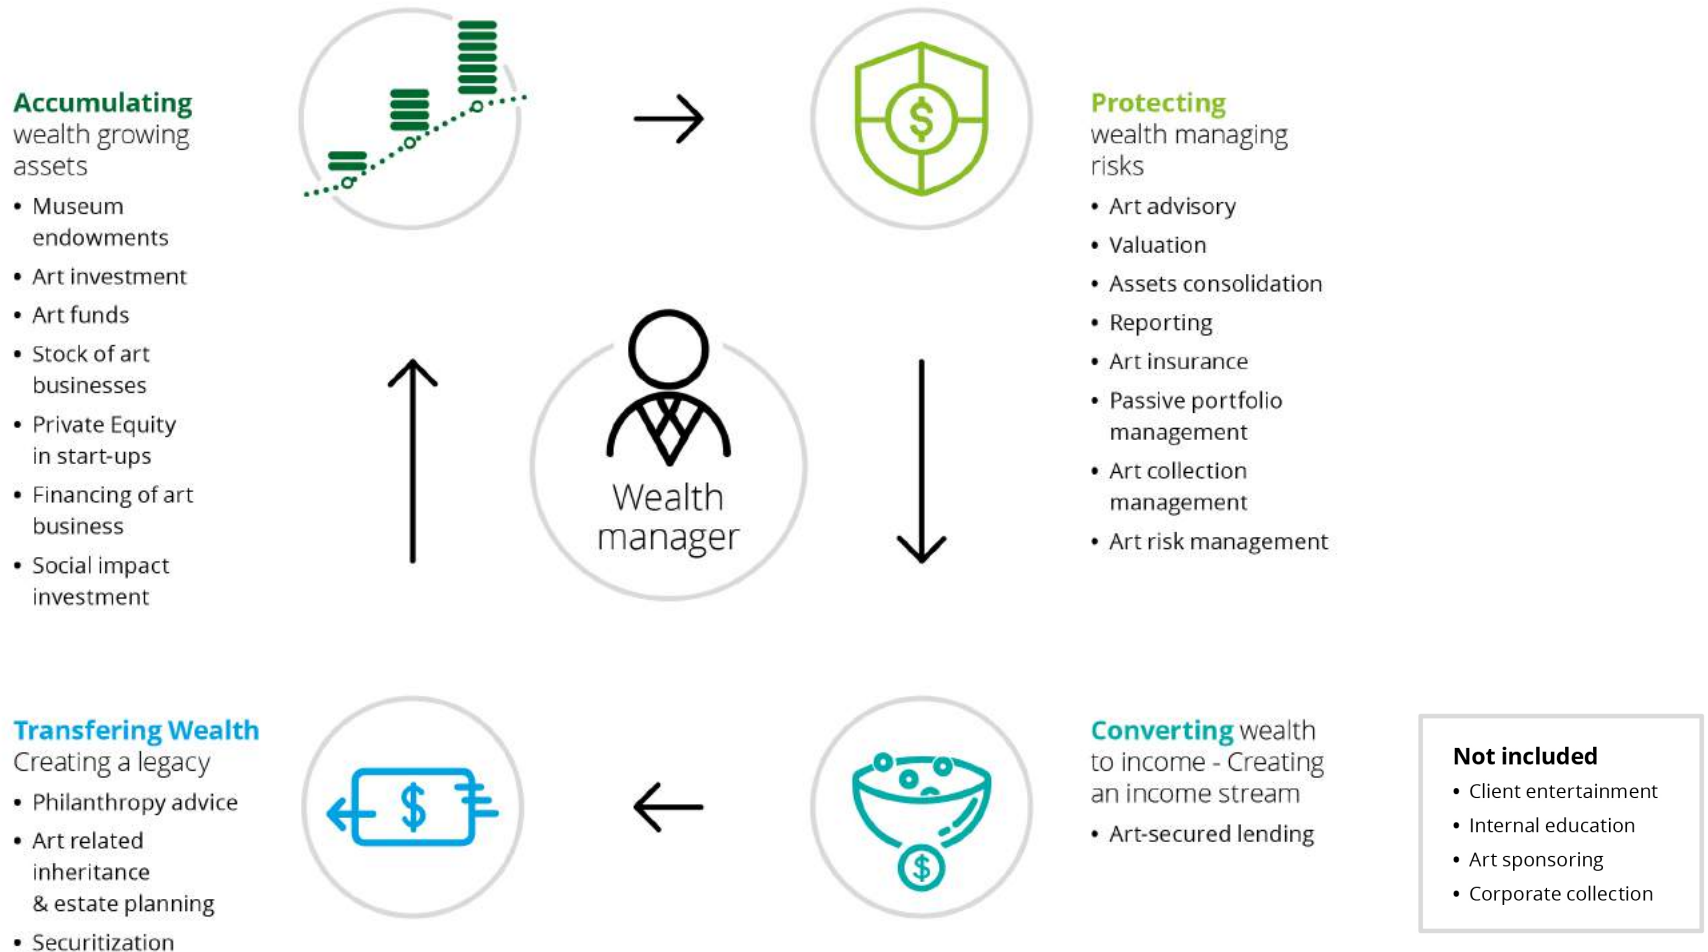 Accumulating
wealth growing
assets
• Museum
endowments
• Art investment
• Art funds
• Stock of art
businesses
• Private Equity
in start-ups
• Financing of art
business
• Social impact
investment
$
Protecting
wealth managing
risks
• Art advisory
• Valuation
• Assets consolidation
• Reporting
• Art insurance
• Passive portfolio
management
• Art collection
management
• Art risk management
Wealth
manager
Transfering Wealth
Creating a legacy
• Philanthropy advice
• Art related
inheritance
& estate planning
• Securitization
$
$
Converting wealth
to income - Creating
an income stream
• Art-secured lending
Not included
• Client entertainment
• Internal education
• Art sponsoring
• Corporate collection